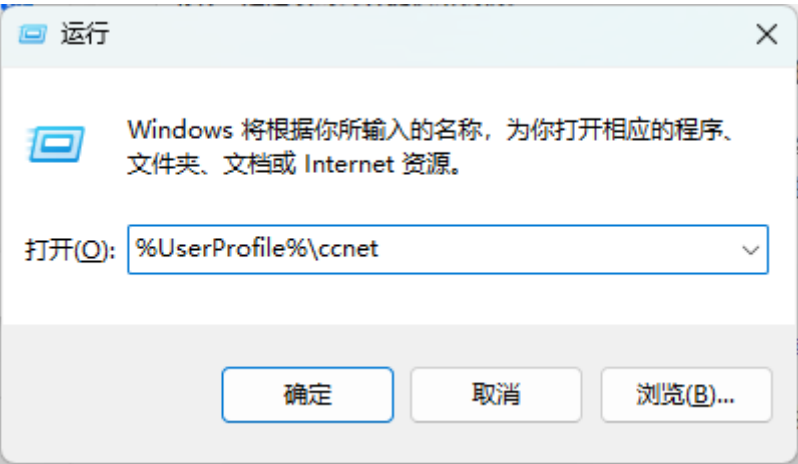 运行
Windows 将根据你所输入的名称，为你打开相应的程序、
文件夹、文档或 Internet 资源。
打开(O): %UserProfile%\ccnet
确定 取消 浏览(B)...